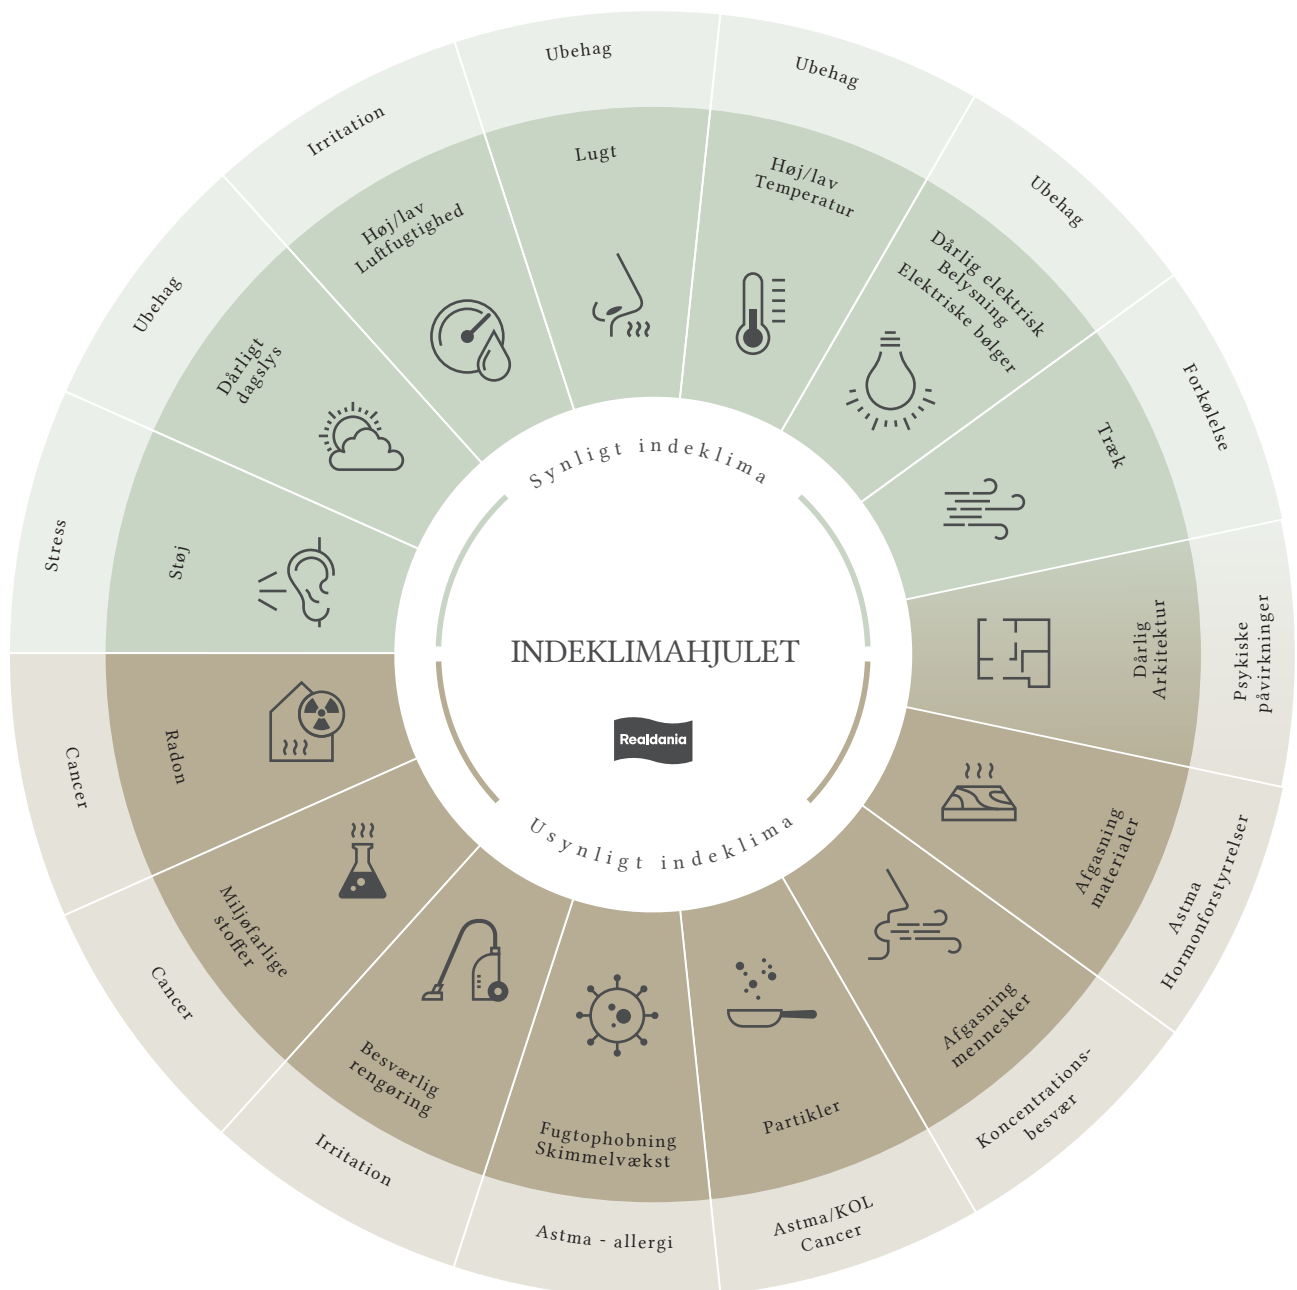 INDEKLIMAHJULET
Realdania
Synligt indeklima
Usynligt indeklima
Ubehag
Lugt
Ubehag
Høj/lav
Temperatur
Ubehag
Dårlig elektrisk
Belysning
Elektriske bølger
Forkølelse
Træk
Psykiske
påvirkninger
Dårlig
Arkitektur
Astma
Hormonforstyrrelser
Afgasning
materialer
Koncentrations-
besvær
Afgasning
mennesker
Astma/KOL
Cancer
Partikler
Astma - allergi
Fugtophobning
Skimmelvækst
Irritation
Besværlig
rengøring
Cancer
Miljøfarlige
stoffer
Cancer
Radon
Stress
Støj
Ubehag
Dårligt
dagslys
Irritation
Høj/lav
Luftfugtighed